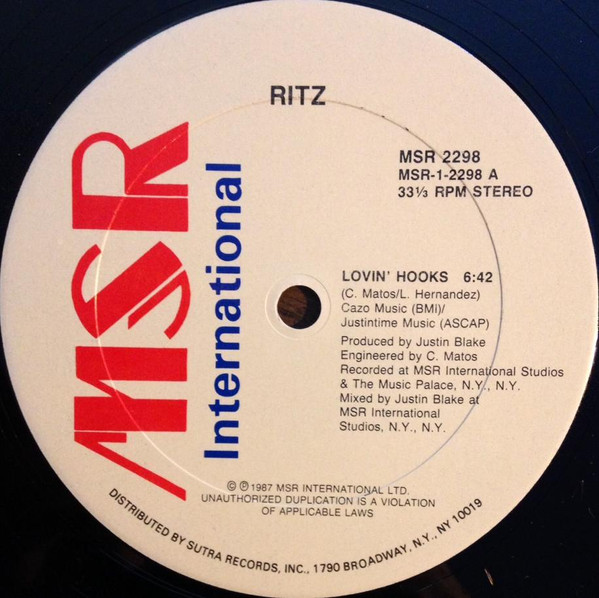 RITZ
MSR
International
MSR 2298
MSR-1-2298 A
33⅓ RPM STEREO
LOVIN' HOOKS 6:42
(C. Matos/L. Hernandez)
Cazo Music (BMI)/
Justintime Music (ASCAP)
Produced by Justin Blake
Engineered by C. Matos
Recorded at MSR International Studios
& The Music Palace, N.Y., N.Y.
Mixed by Justin Blake at
MSR International
Studios, N.Y., N.Y.
© ℗ 1987 MSR INTERNATIONAL LTD.
UNAUTHORIZED DUPLICATION IS A VIOLATION
OF APPLICABLE LAWS
DISTRIBUTED BY SUTRA RECORDS, INC., 1790 BROADWAY, N.Y., NY 10019